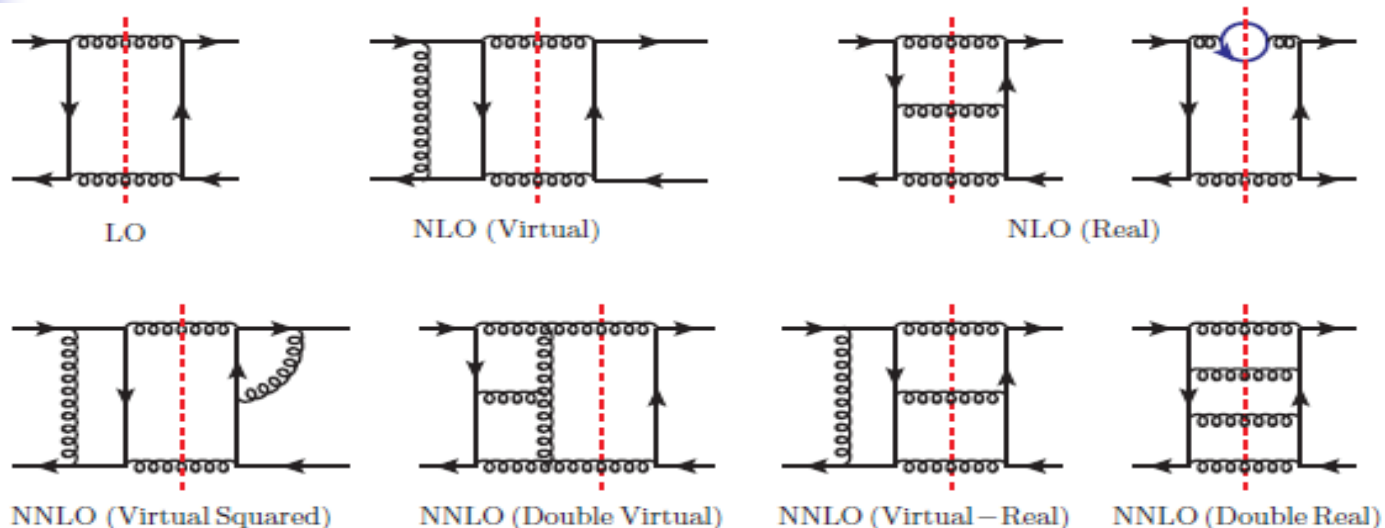 LO
NLO (Virtual)
NLO (Real)
NNLO (Virtual Squared)
NNLO (Double Virtual)
NNLO (Virtual−Real)
NNLO (Double Real)